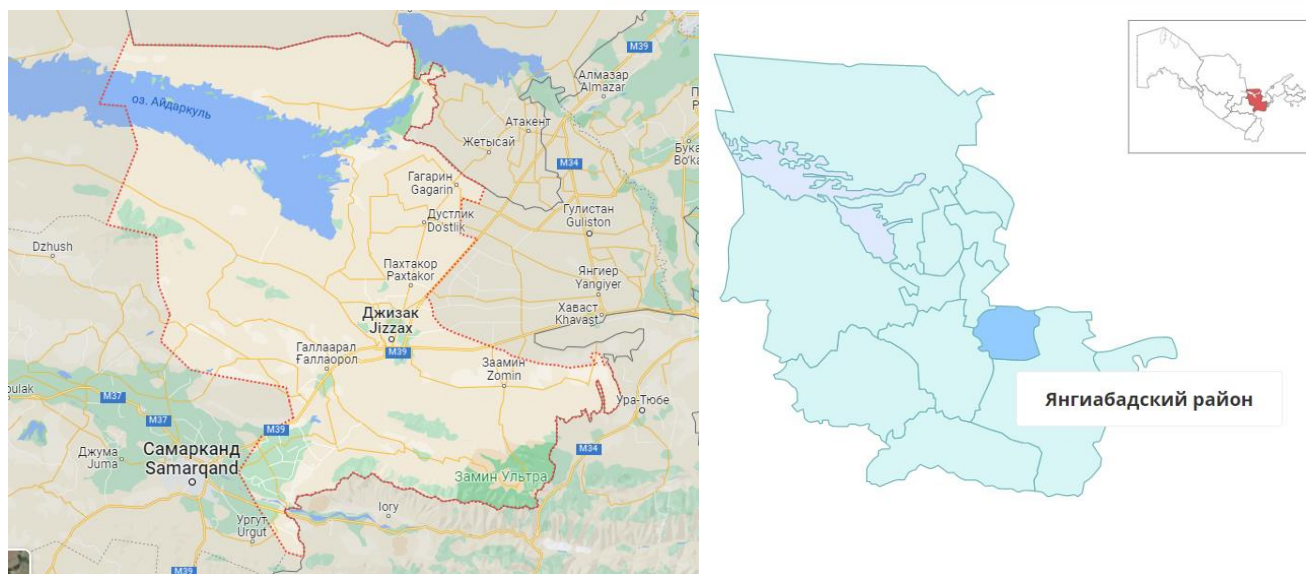 M39
оз. Айдаркуль
Алмазар
Almazar
Атакент
Жетысай
M34
Гагарин
Gagarin
Дустлик
Do'stlik
Гулистан
Guliston
Dzhush
Пахтакор
Paxtakor
Янгиер
Yangiyer
Хаваст
Khavast
Джизак
Jizzax
M39
Галлаарал
Ғаллаорол
Заамин
Zomin
Ура-Тюбе
M37
M37
M39
Самарканд
Samarqand
Джума
Juma
M34
Замин Ультра
Iory
Ургут
Urgut
M39
Янгиабадский район